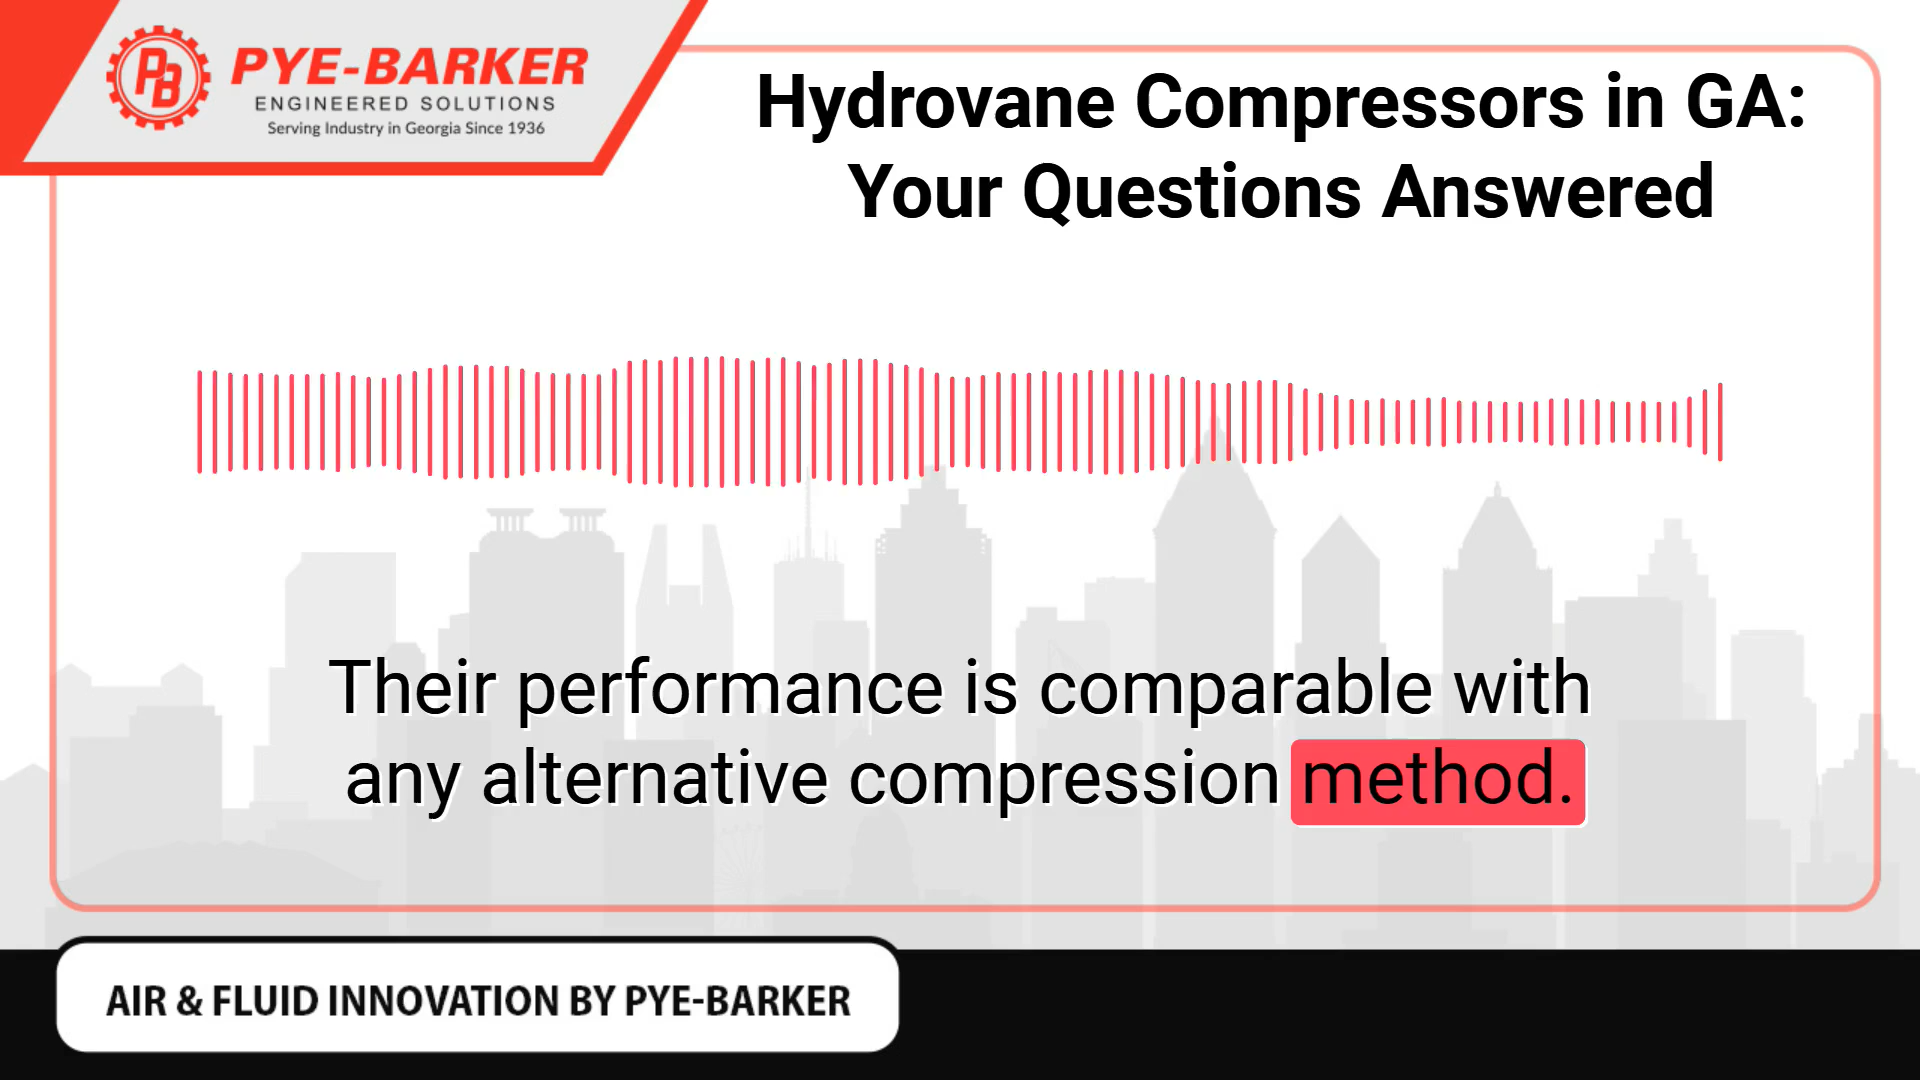 PB
PYE-BARKER
ENGINEERED SOLUTIONS
Serving Industry in Georgia Since 1936
Hydrovane Compressors in GA:
Your Questions Answered
Their performance is comparable with
any alternative compression method.
AIR & FLUID INNOVATION BY PYE-BARKER